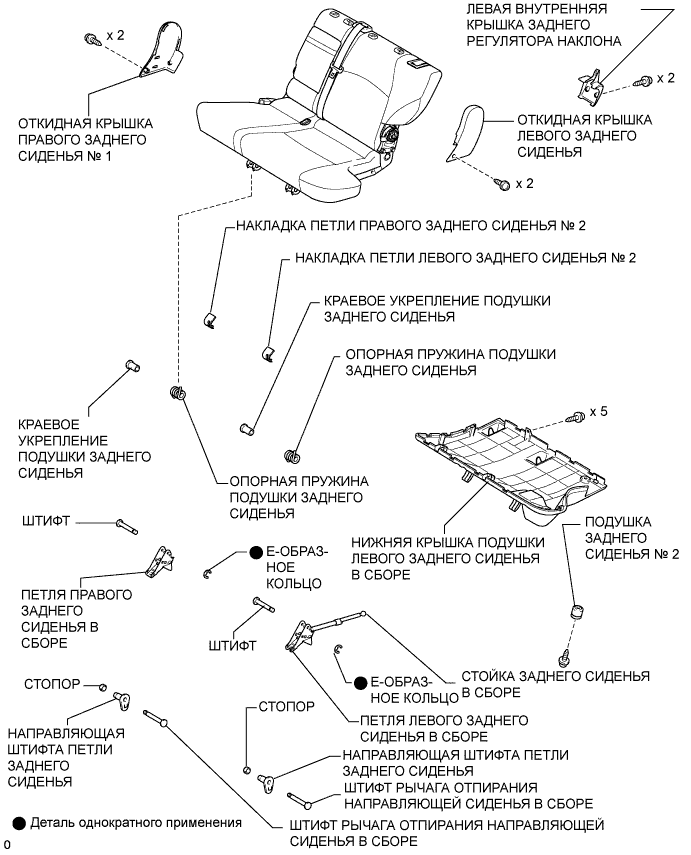 ЛЕВАЯ ВНУТРЕННЯЯ
КРЫШКА ЗАДНЕГО
РЕГУЛЯТОРА НАКЛОНА
x 2
x 2
ОТКИДНАЯ КРЫШКА
ПРАВОГО ЗАДНЕГО
СИДЕНЬЯ № 1
ОТКИДНАЯ КРЫШКА
ЛЕВОГО ЗАДНЕГО
СИДЕНЬЯ
x 2
НАКЛАДКА ПЕТЛИ ПРАВОГО ЗАДНЕГО СИДЕНЬЯ № 2
НАКЛАДКА ПЕТЛИ ЛЕВОГО ЗАДНЕГО СИДЕНЬЯ № 2
КРАЕВОЕ УКРЕПЛЕНИЕ ПОДУШКИ
ЗАДНЕГО СИДЕНЬЯ
ОПОРНАЯ ПРУЖИНА ПОДУШКИ
ЗАДНЕГО СИДЕНЬЯ
x 5
КРАЕВОЕ
УКРЕПЛЕНИЕ
ПОДУШКИ ЗАДНЕГО
СИДЕНЬЯ
ОПОРНАЯ ПРУЖИНА
ПОДУШКИ ЗАДНЕГО
СИДЕНЬЯ
ШТИФТ
ПОДУШКА
ЗАДНЕГО
СИДЕНЬЯ № 2
НИЖНЯЯ КРЫШКА ПОДУШКИ
ЛЕВОГО ЗАДНЕГО СИДЕНЬЯ
В СБОРЕ
● Е-ОБРАЗ-
НОЕ
КОЛЬЦО
ПЕТЛЯ ПРАВОГО
ЗАДНЕГО
СИДЕНЬЯ В
СБОРЕ
ШТИФТ
СТОЙКА ЗАДНЕГО СИДЕНЬЯ
В СБОРЕ
● Е-ОБРАЗ-
НОЕ КОЛЬЦО
СТОПОР
СТОПОР
ПЕТЛЯ ЛЕВОГО ЗАДНЕГО
СИДЕНЬЯ В СБОРЕ
НАПРАВЛЯЮЩАЯ
ШТИФТА ПЕТЛИ
ЗАДНЕГО
СИДЕНЬЯ
НАПРАВЛЯЮЩАЯ ШТИФТА ПЕТЛИ
ЗАДНЕГО СИДЕНЬЯ
ШТИФТ РЫЧАГА ОТПИРАНИЯ
НАПРАВЛЯЮЩЕЙ СИДЕНЬЯ В СБОРЕ
● Деталь однократного применения
ШТИФТ РЫЧАГА ОТПИРАНИЯ НАПРАВЛЯЮЩЕЙ
СИДЕНЬЯ В СБОРЕ
0